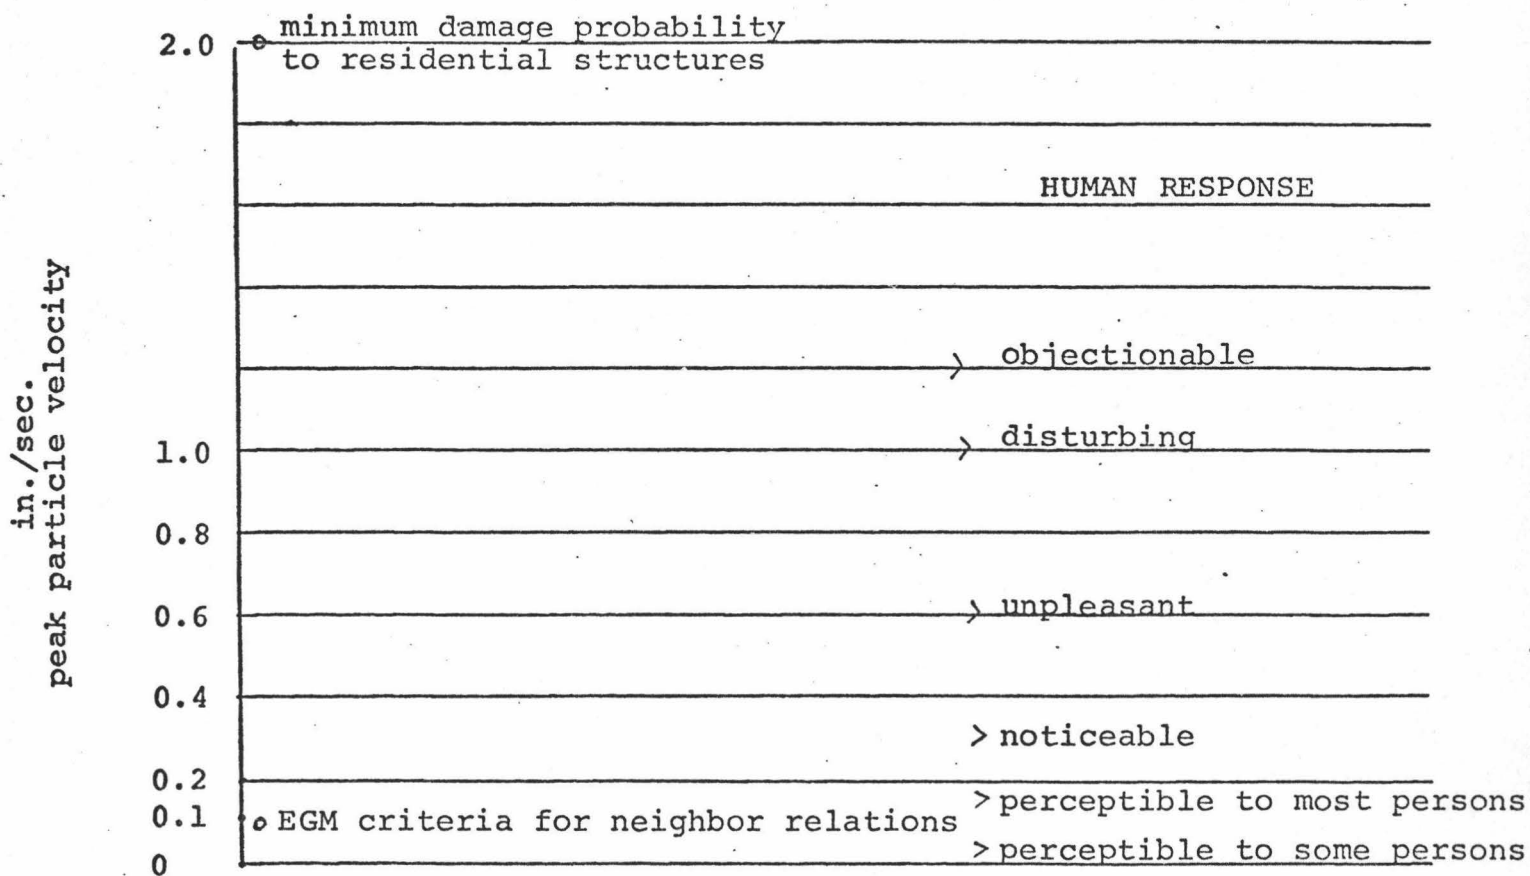 2.0 minimum damage probability
to residential structures
HUMAN RESPONSE
in./sec.
peak particle velocity
> objectionable
1.0 > disturbing
0.8
0.6 > unpleasant
0.4
> noticeable
0.2
> perceptible to most persons
0.1 EGM criteria for neighbor relations
> perceptible to some persons
0